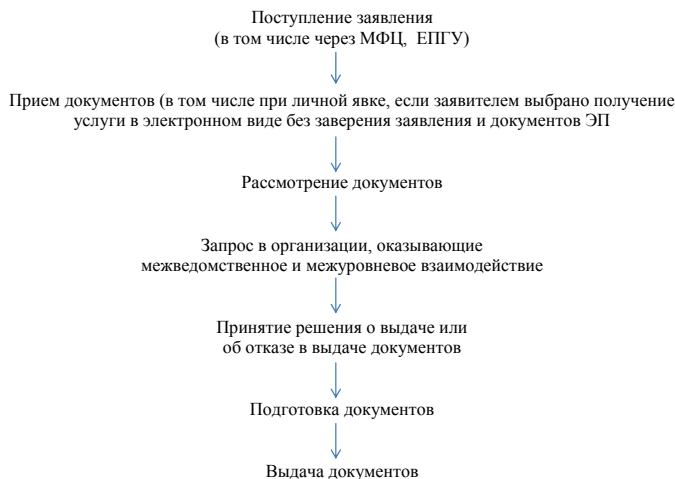 Поступление заявления
(в том числе через МФЦ,  ЕПГУ)
Прием документов (в том числе при личной явке, если заявителем выбрано получение
услуги в электронном виде без заверения заявления и документов ЭП
Рассмотрение документов
Запрос в организации, оказывающие
межведомственное и межуровневое взаимодействие
Принятие решения о выдаче или
об отказе в выдаче документов
Подготовка документов
Выдача документов